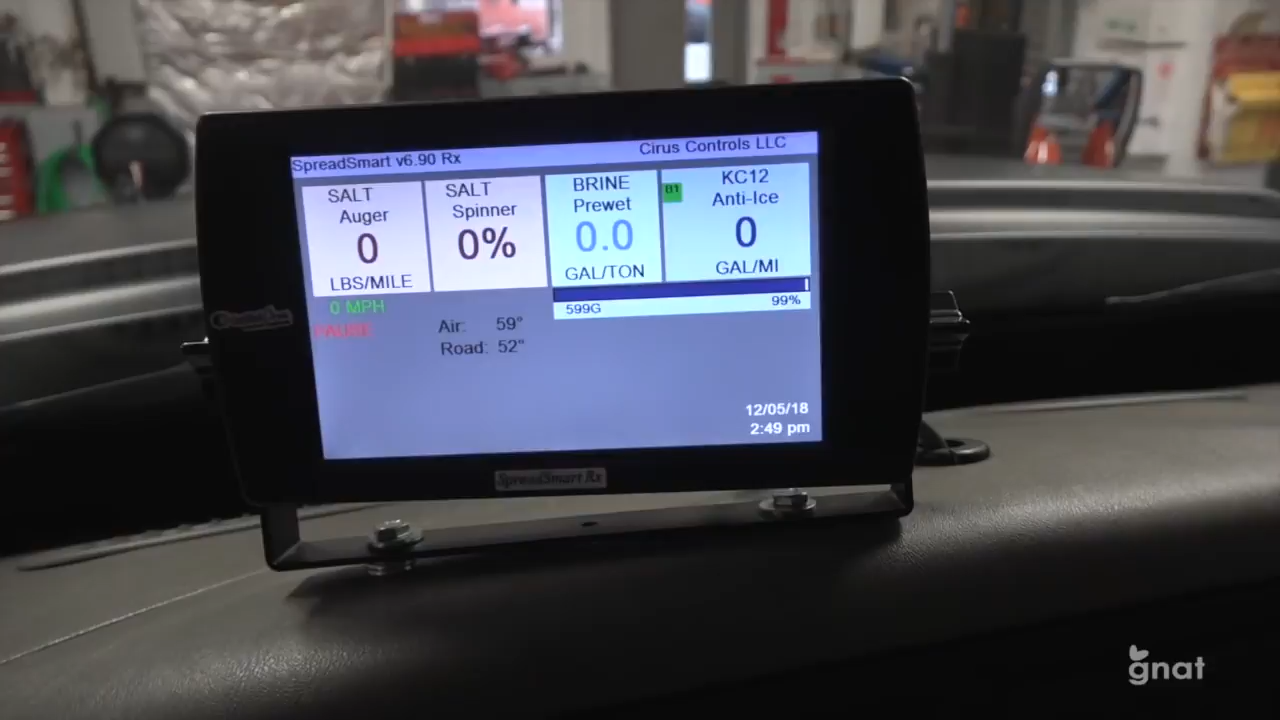 SpreadSmart v6.90 Rx
Cirus Controls LLC
SALT
Auger
0
LBS/MILE
SALT
Spinner
0%
BRINE
Prewet
0.0
GAL/TON
B1
KC12
Anti-Ice
0
GAL/MI
0 MPH
PAUSE
599G
99%
Air: 59°
Road: 52°
12/05/18
2:49 pm
SpreadSmart Rx
gnat